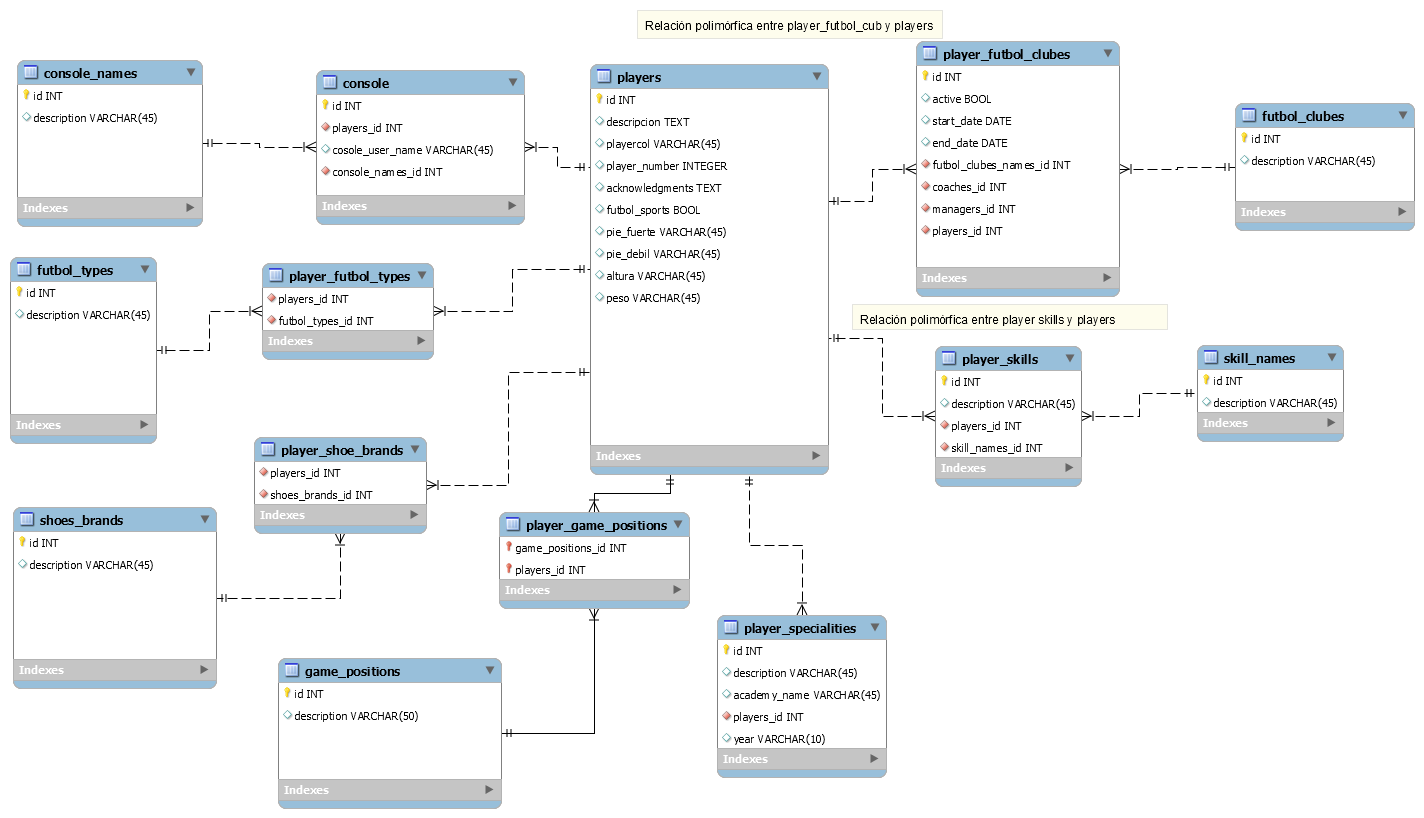 Relación polimórfica entre player_futbol_cub y players
console_names
id INT
description VARCHAR(45)
Indexes
console
id INT
players_id INT
cosole_user_name VARCHAR(45)
console_names_id INT
Indexes
players
id INT
descripcion TEXT
playercol VARCHAR(45)
player_number INTEGER
acknowledgments TEXT
futbol_sports BOOL
pie_fuerte VARCHAR(45)
pie_debil VARCHAR(45)
altura VARCHAR(45)
peso VARCHAR(45)
Indexes
player_futbol_clubes
id INT
active BOOL
start_date DATE
end_date DATE
futbol_clubes_names_id INT
coaches_id INT
managers_id INT
players_id INT
Indexes
futbol_clubes
id INT
description VARCHAR(45)
Indexes
futbol_types
id INT
description VARCHAR(45)
Indexes
player_futbol_types
players_id INT
futbol_types_id INT
Indexes
Relación polimórfica entre player skills y players
player_skills
id INT
description VARCHAR(45)
players_id INT
skill_names_id INT
Indexes
skill_names
id INT
description VARCHAR(45)
Indexes
player_shoe_brands
players_id INT
shoes_brands_id INT
Indexes
shoes_brands
id INT
description VARCHAR(45)
Indexes
player_game_positions
game_positions_id INT
players_id INT
Indexes
game_positions
id INT
description VARCHAR(50)
Indexes
player_specialities
id INT
description VARCHAR(45)
academy_name VARCHAR(45)
players_id INT
year VARCHAR(10)
Indexes